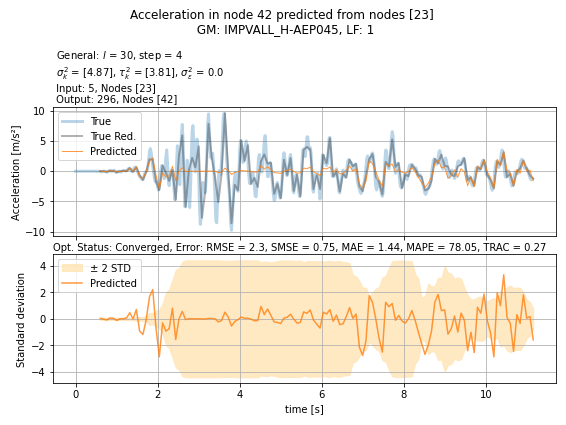 Acceleration in node 42 predicted from nodes [23]
GM: IMPVALL_H-AEP045, LF: 1
General: l = 30, step = 4
σ²ₖ = [4.87], τ²ₖ = [3.81], σ²ₑ = 0.0
Input: 5, Nodes [23]
Output: 296, Nodes [42]
10
5
0
−5
−10
Acceleration [m/s²]
True
True Red.
Predicted
Opt. Status: Converged, Error: RMSE = 2.3, SMSE = 0.75, MAE = 1.44, MAPE = 78.05, TRAC = 0.27
4
2
0
−2
−4
Standard deviation
± 2 STD
Predicted
0 2 4 6 8 10
time [s]